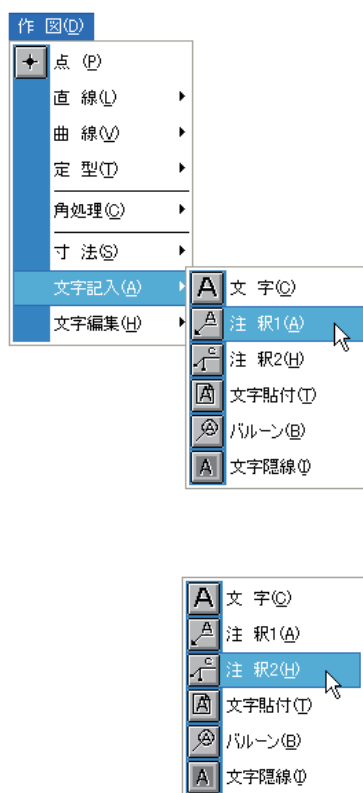 作 図(D)
点 (P)
直 線(L)
曲 線(V)
定 型(T)
角処理(C)
寸 法(S)
文字記入(A)
文字編集(H)
文 字(C)
注 釈1(A)
注 釈2(H)
文字貼付(T)
バルーン(B)
文字隠線(I)
文 字(C)
注 釈1(A)
注 釈2(H)
文字貼付(T)
バルーン(B)
文字隠線(I)